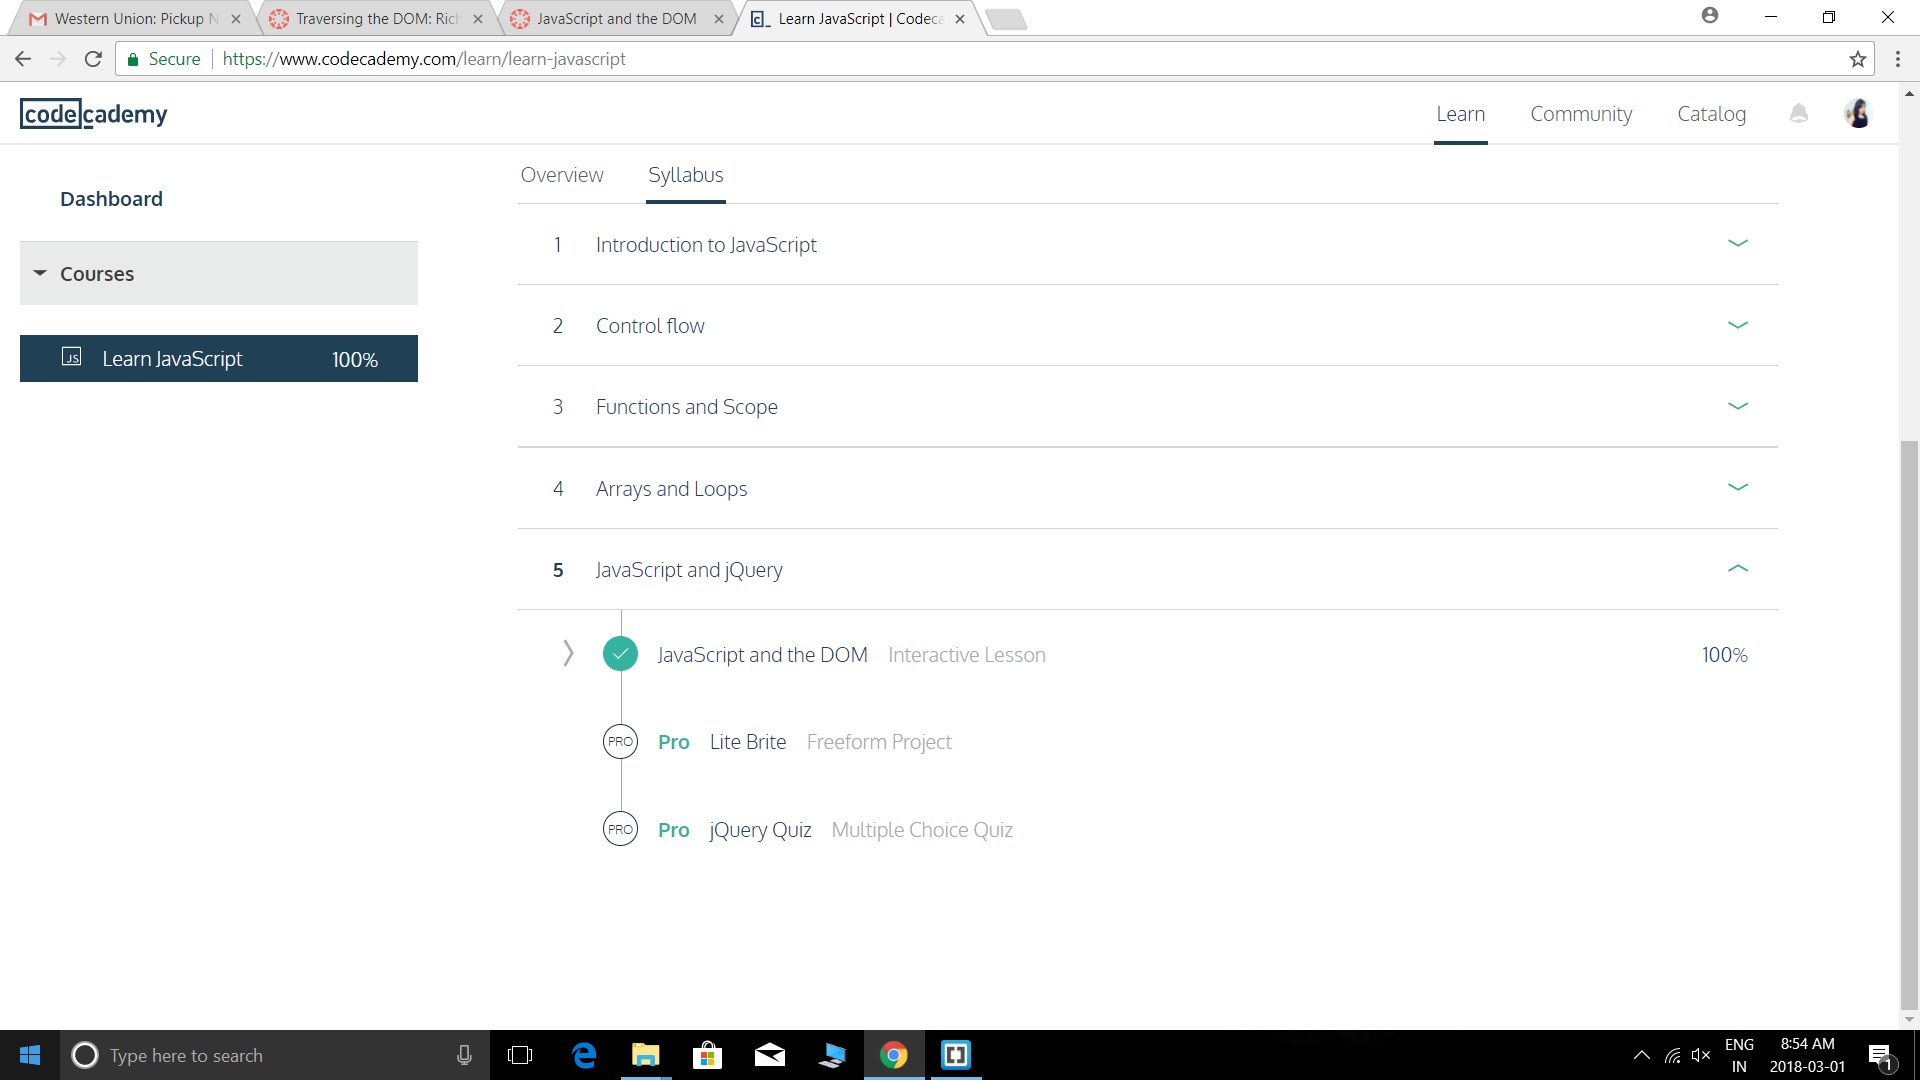 Western Union: Pickup N
Traversing the DOM: Rich
JavaScript and the DOM
c_ Learn JavaScript | Codeca
Secure https://www.codecademy.com/learn/learn-javascript
codecademy
Learn Community Catalog
Dashboard
Courses
JS Learn JavaScript 100%
Overview Syllabus
1 Introduction to JavaScript
2 Control flow
3 Functions and Scope
4 Arrays and Loops
5 JavaScript and jQuery
JavaScript and the DOM Interactive Lesson 100%
PRO Pro Lite Brite Freeform Project
PRO Pro jQuery Quiz Multiple Choice Quiz
Type here to search
ENG
IN
8:54 AM
2018-03-01
1